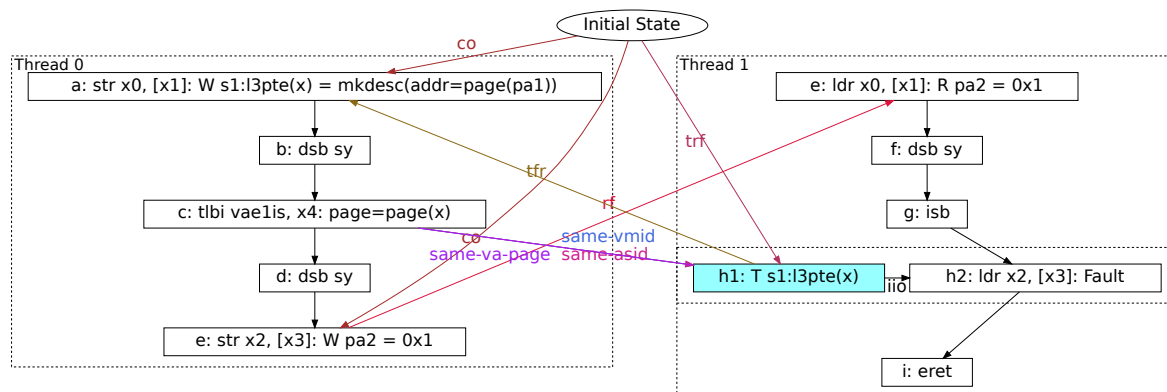 Initial State
co
Thread 0
Thread 1
a: str x0, [x1]: W s1:l3pte(x) = mkdesc(addr=page(pa1))
e: ldr x0, [x1]: R pa2 = 0x1
b: dsb sy
trf
f: dsb sy
tfr
c: tlbi vae1is, x4: page=page(x)
rf
g: isb
co
same-vmid
same-va-page
same-asid
d: dsb sy
h1: T s1:l3pte(x)
iio
h2: ldr x2, [x3]: Fault
e: str x2, [x3]: W pa2 = 0x1
i: eret